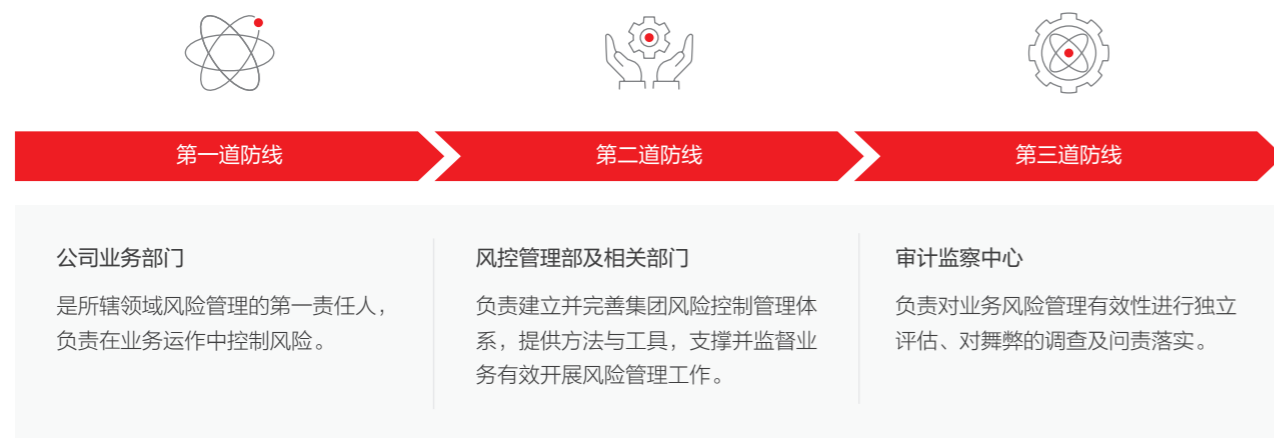 第一道防线
第二道防线
第三道防线
公司业务部门
是所辖领域风险管理的第一责任人，
负责在业务运作中控制风险。
风控管理部及相关部门
负责建立并完善集团风险控制管理体
系，提供方法与工具，支撑并监督业
务有效开展风险管理工作。
审计监察中心
负责对业务风险管理有效性进行独立
评估、对舞弊的调查及问责落实。